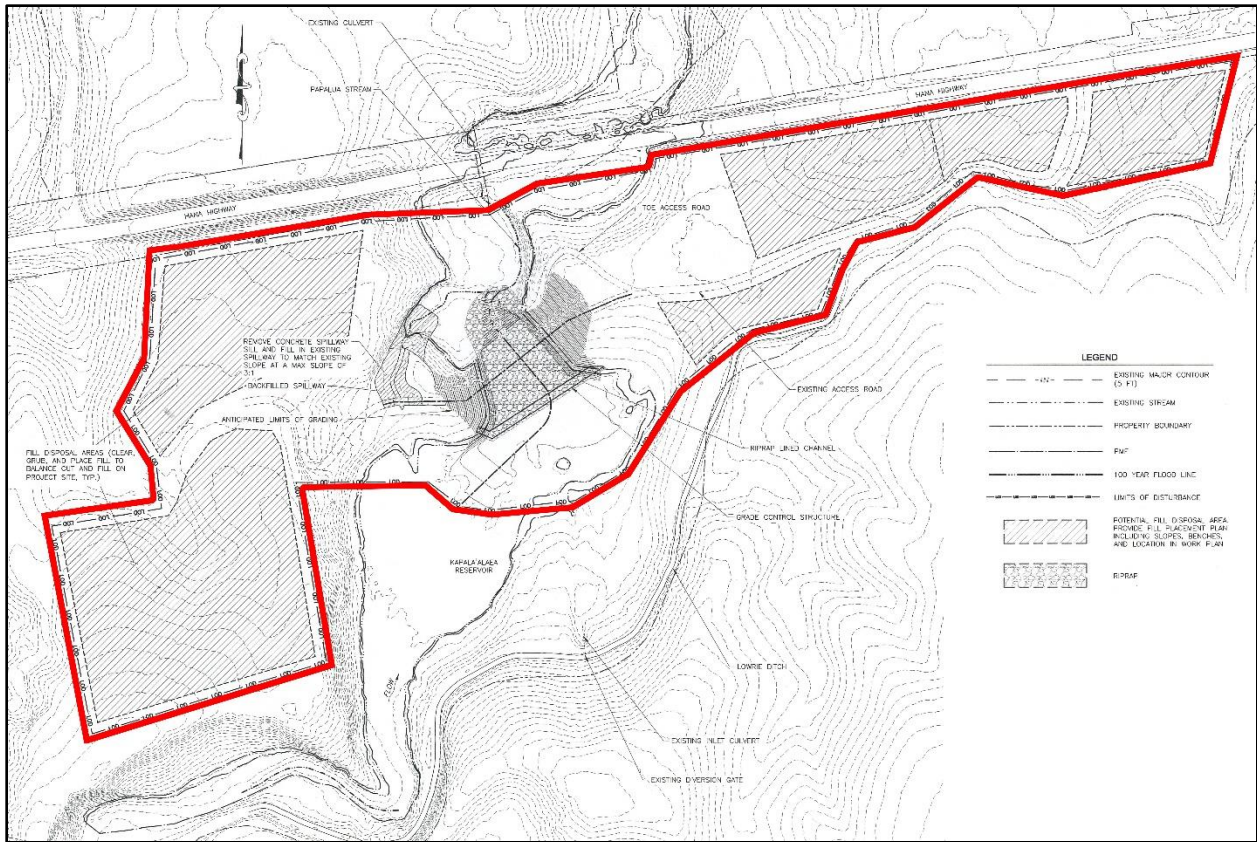 EXISTING CULVERT
PAPALUA STREAM
HANA HIGHWAY
HANA HIGHWAY
TOE ACCESS ROAD
REMOVE CONCRETE SPILLWAY
SILL AND FILL IN EXISTING
SPILLWAY TO MATCH EXISTING
SLOPE AT A MAX SLOPE OF
3:1
BACKFILLED SPILLWAY
EXISTING ACCESS ROAD
ANTICIPATED LIMITS OF GRADING
RIPRAP LINED CHANNEL
FILL DISPOSAL AREAS (CLEAR,
GRUB, AND PLACE FILL TO
BALANCE CUT AND FILL ON
PROJECT SITE, TYP.)
GRADE CONTROL STRUCTURE
KAPALA'ALAEA
RESERVOIR
LOWRIE DITCH
FLOW
EXISTING INLET CULVERT
EXISTING DIVERSION GATE
LEGEND
EXISTING MAJOR CONTOUR
(5 FT)
EXISTING STREAM
PROPERTY BOUNDARY
PMF
100 YEAR FLOOD LINE
LIMITS OF DISTURBANCE
POTENTIAL FILL DISPOSAL AREA.
PROVIDE FILL PLACEMENT PLAN
INCLUDING SLOPES, BENCHES,
AND LOCATION IN WORK PLAN
RIPRAP